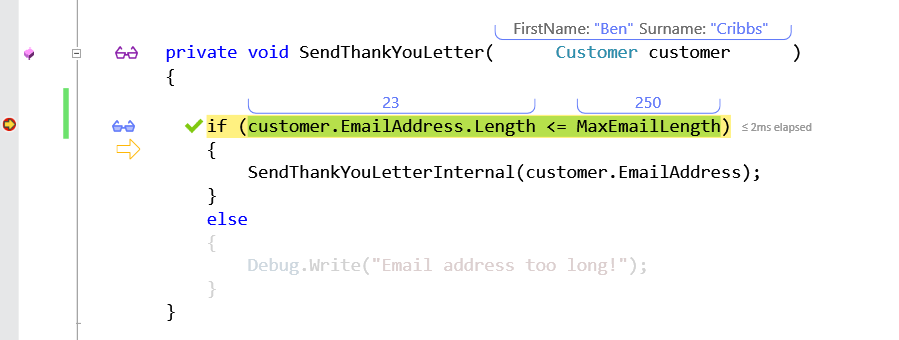 FirstName: "Ben" Surname: "Cribbs"
private void SendThankYouLetter( Customer customer )
{
23 250
if (customer.EmailAddress.Length <= MaxEmailLength) ≤ 2ms elapsed
{
SendThankYouLetterInternal(customer.EmailAddress);
}
else
{
Debug.Write("Email address too long!");
}
}